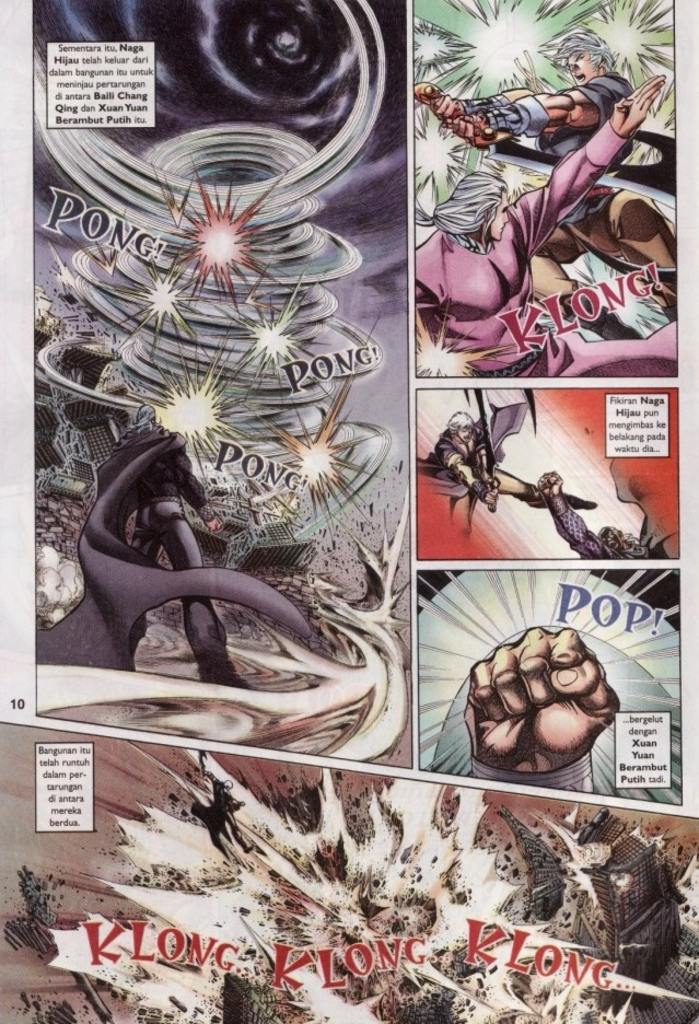 Sementara itu, Naga
Hijau telah keluar dari
dalam bangunan itu untuk
meninjau pertarungan
di antara Baili Chang
Qing dan Xuan Yuan
Berambut Putih itu.
PONG!
PONG!
PONG!
KLONG!
Fikiran Naga
Hijau pun
mengimbas ke
belakang pada
waktu dia...
POP!
...bergelut
dengan
Xuan
Yuan
Berambut
Putih tadi.
10
Bangunan itu
telah runtuh
dalam per-
tarungan
di antara
mereka
berdua.
KLONG... KLONG... KLONG...